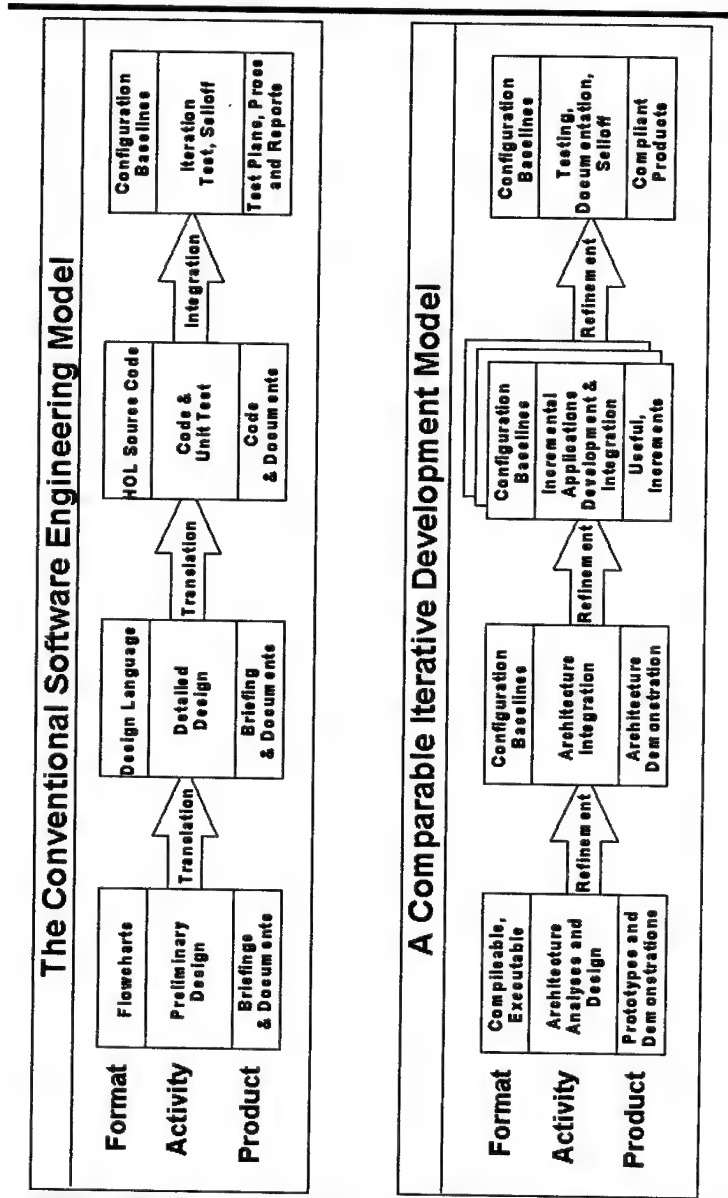 The Conventional Software Engineering Model
Format
Flowcharts
Design Language
HOL Source Code
Configuration
Baselines
Activity
Preliminary
Design
Translation
Detailed
Design
Translation
Code &
Unit Test
Integration
Iteration
Test, Selloff
Product
Briefings
& Documents
Briefing
& Documents
Code
& Documents
Test Plans, Procs
and Reports
A Comparable Iterative Development Model
Format
Compileable,
Executable
Configuration
Baselines
Configuration
Baselines
Configuration
Baselines
Activity
Architecture
Analyses and
Design
Refinement
Architecture
Integration
Refinement
Incremental
Applications
Development &
Integration
Refinement
Testing,
Documentation,
Selloff
Product
Prototypes and
Demonstrations
Architecture
Demonstration
Useful,
Increments
Compliant
Products